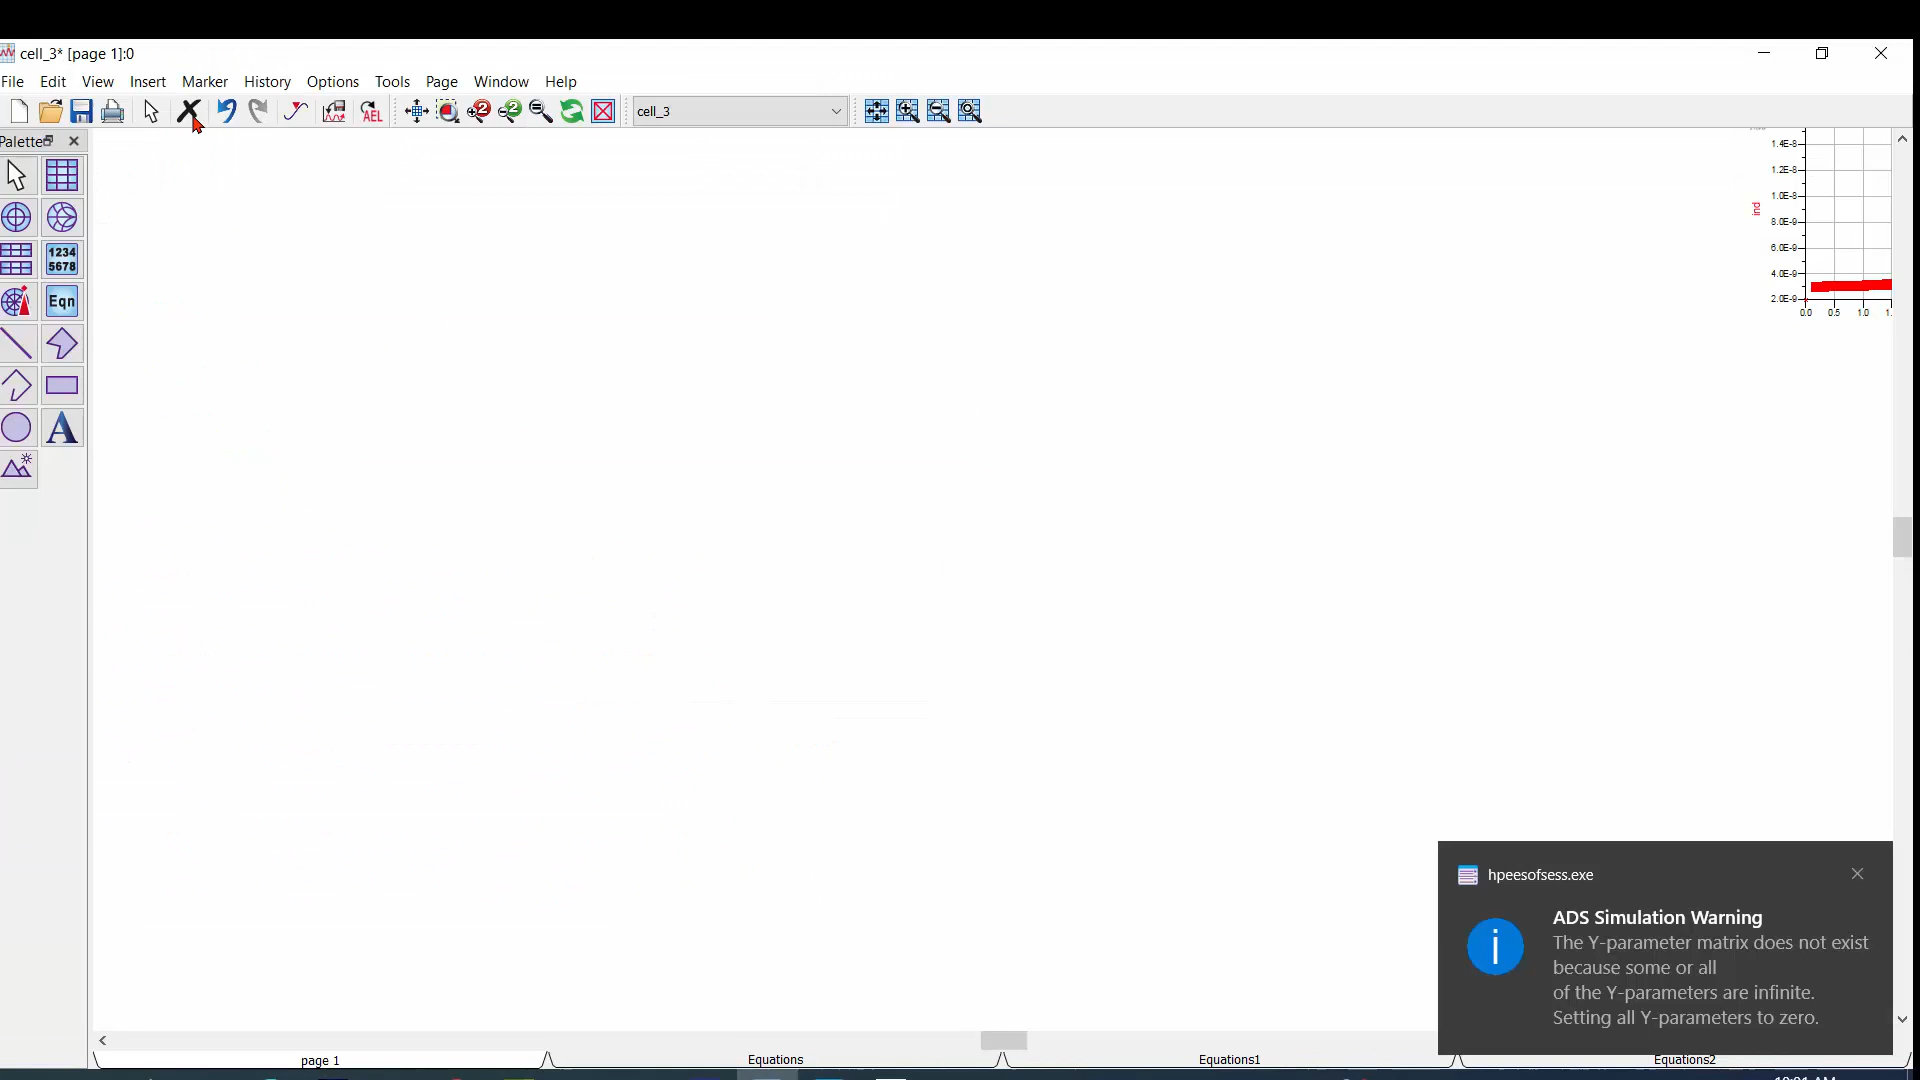 cell_3* [page 1]:0
File Edit View Insert Marker History Options Tools Page Window Help
AEL
cell_3
Palette
1234
5678
Eqn
A
1.4E-8
1.2E-8
1.0E-8
8.0E-9
6.0E-9
4.0E-9
2.0E-9
ind
0.0 0.5 1.0 1.
hpeesofsess.exe
ADS Simulation Warning
The Y-parameter matrix does not exist
because some or all
of the Y-parameters are infinite.
Setting all Y-parameters to zero.
page 1 Equations Equations1 Equations2